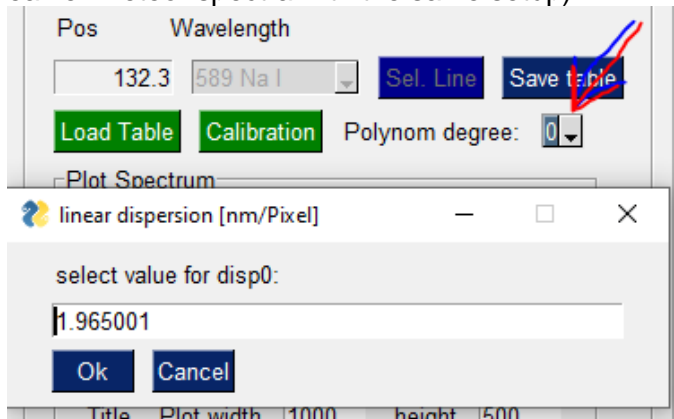 Pos Wavelength
132.3 589 Na I Sel. Line Save table
Load Table Calibration Polynom degree: 0
Plot Spectrum
linear dispersion [nm/Pixel]
select value for disp0:
1.965001
Ok Cancel
Title Plot width 1000 height 500